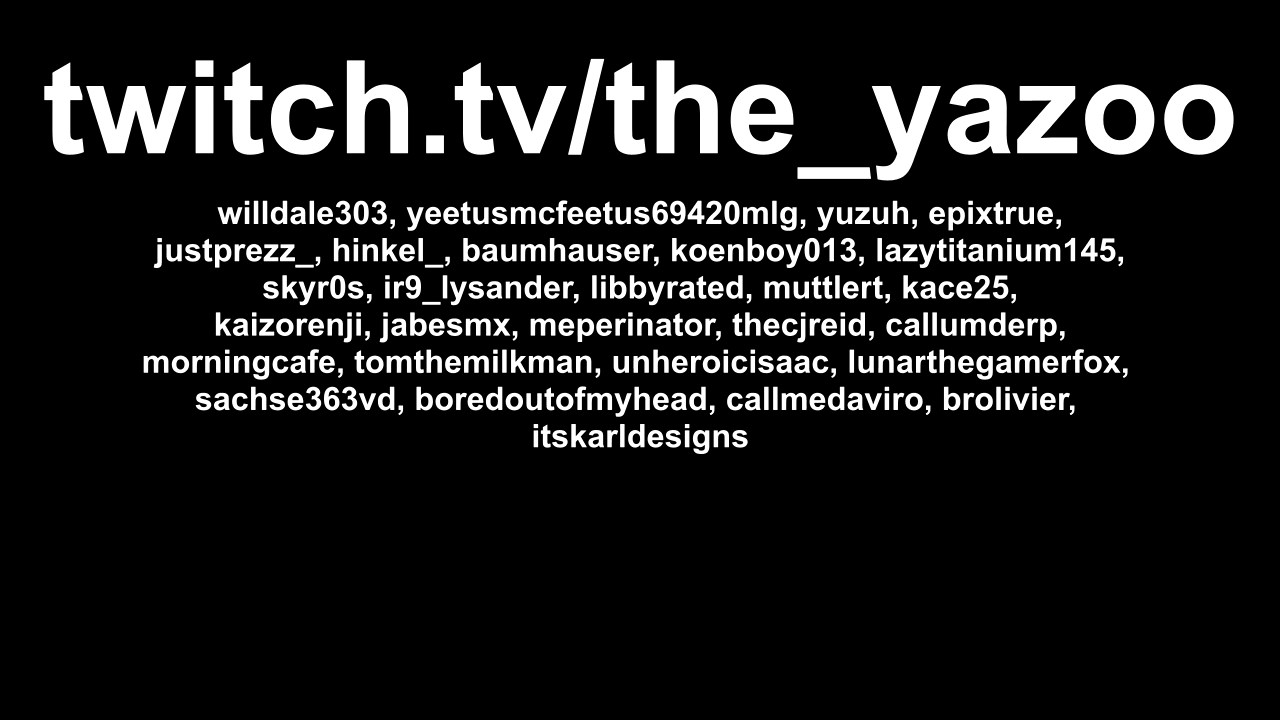 twitch.tv/the_yazoo
willdale303, yeetusmcfeetus69420mlg, yuzuh, epixtrue,
justprezz_, hinkel_, baumhauser, koenboy013, lazytitanium145,
skyr0s, ir9_lysander, libbyrated, muttlert, kace25,
kaizorenji, jabesmx, meperinator, thecjreid, callumderp,
morningcafe, tomthemilkman, unheroicisaac, lunarthegamerfox,
sachse363vd, boredoutofmyhead, callmedaviro, brolivier,
itskarldesigns